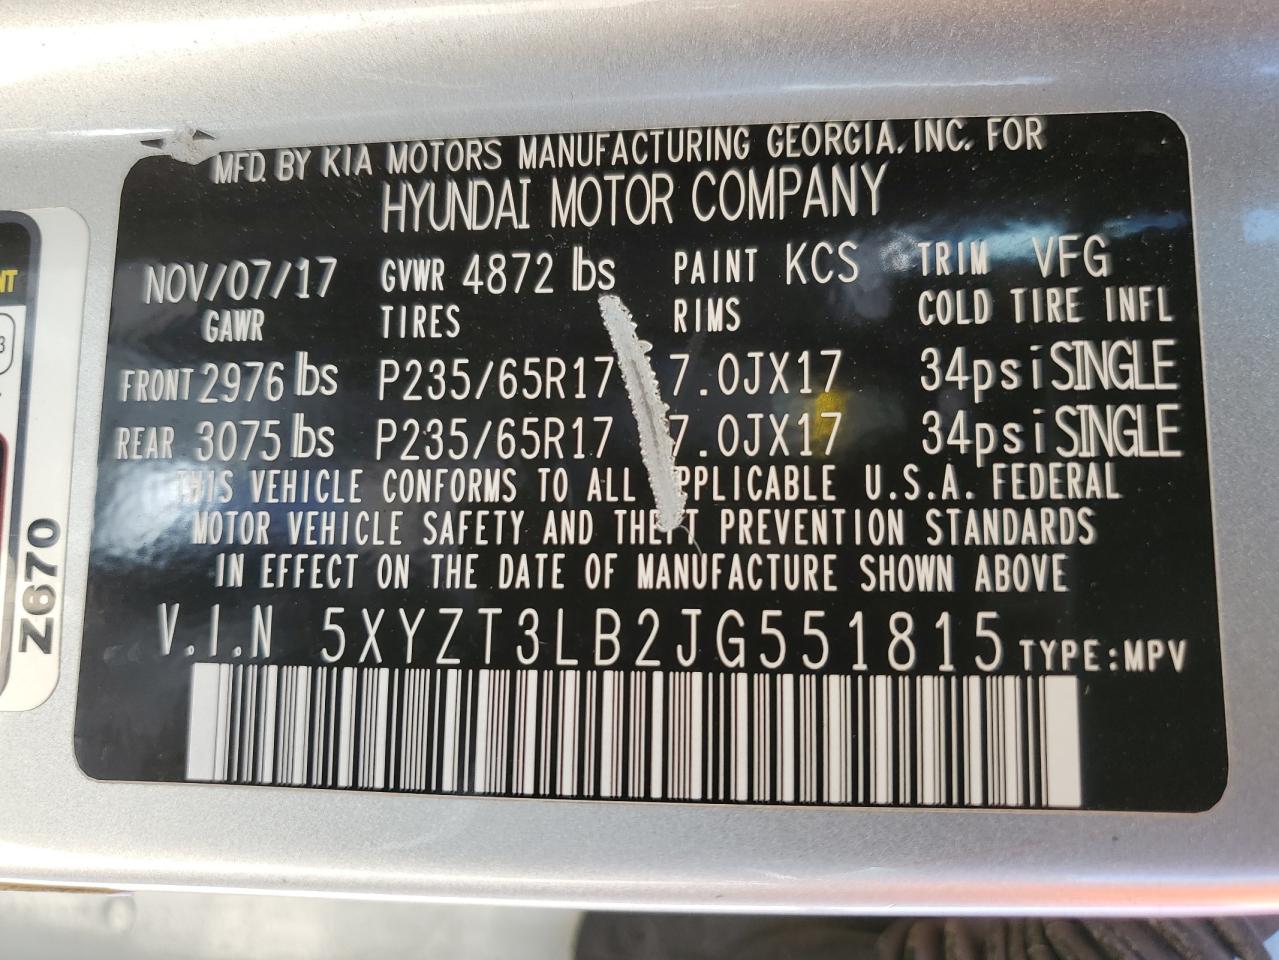 MFD. BY KIA MOTORS MANUFACTURING GEORGIA, INC. FOR
HYUNDAI MOTOR COMPANY
NOV/07/17 GVWR 4872 lbs PAINT KCS TRIM VFG
GAWR TIRES RIMS COLD TIRE INFL
FRONT 2976 lbs P235/65R17 7.0JX17 34psi SINGLE
REAR 3075 lbs P235/65R17 7.0JX17 34psi SINGLE
THIS VEHICLE CONFORMS TO ALL APPLICABLE U.S.A. FEDERAL
MOTOR VEHICLE SAFETY AND THEFT PREVENTION STANDARDS
IN EFFECT ON THE DATE OF MANUFACTURE SHOWN ABOVE
V.I.N 5XYZT3LB2JG551815 TYPE:MPV
Z670